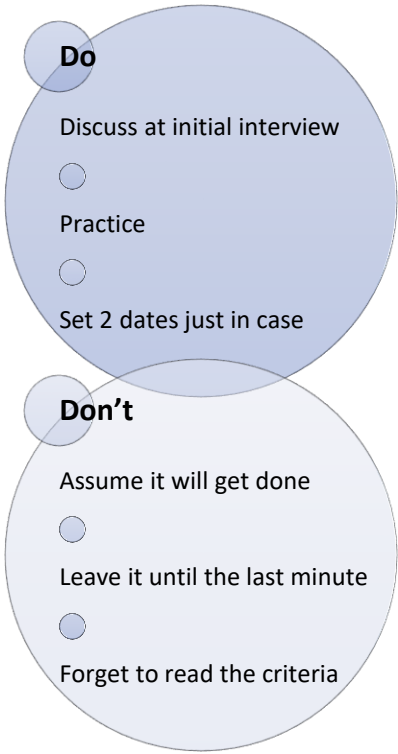 Do
Discuss at initial interview
Practice
Set 2 dates just in case
Don’t
Assume it will get done
Leave it until the last minute
Forget to read the criteria